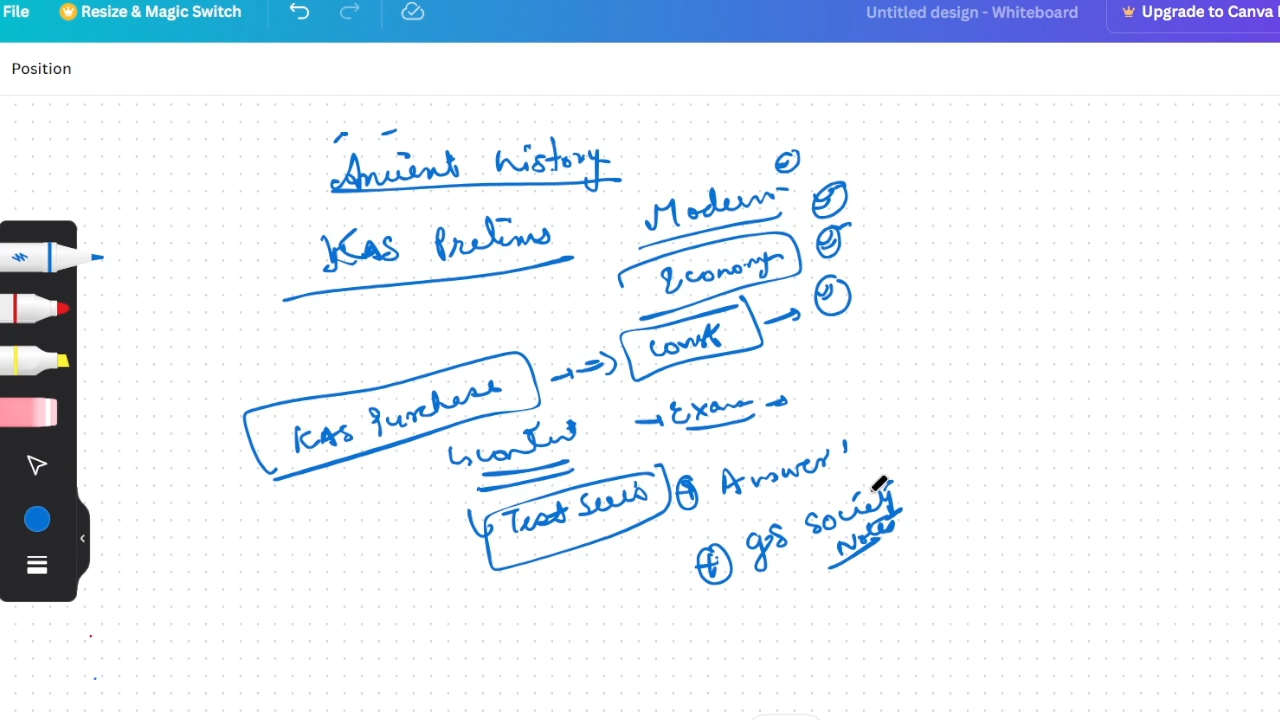 File Resize & Magic Switch Untitled design - Whiteboard Upgrade to Canva
Position
Ancient history
KAS Prelims
Modern
Economy
Const
KAS Purchase
content
Exam
Test Series
Answer
gs society
Notes